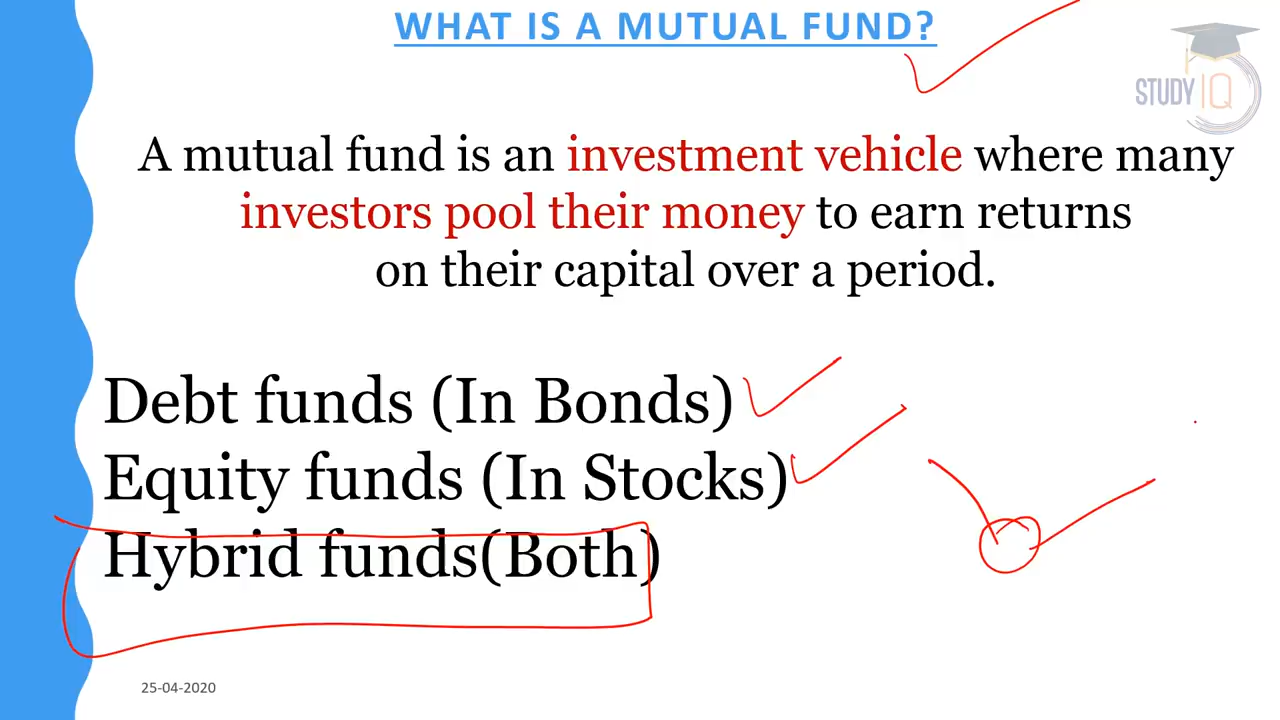 WHAT IS A MUTUAL FUND?
STUDY IQ
A mutual fund is an investment vehicle where many
investors pool their money to earn returns
on their capital over a period.
Debt funds (In Bonds)
Equity funds (In Stocks)
Hybrid funds(Both)
25-04-2020